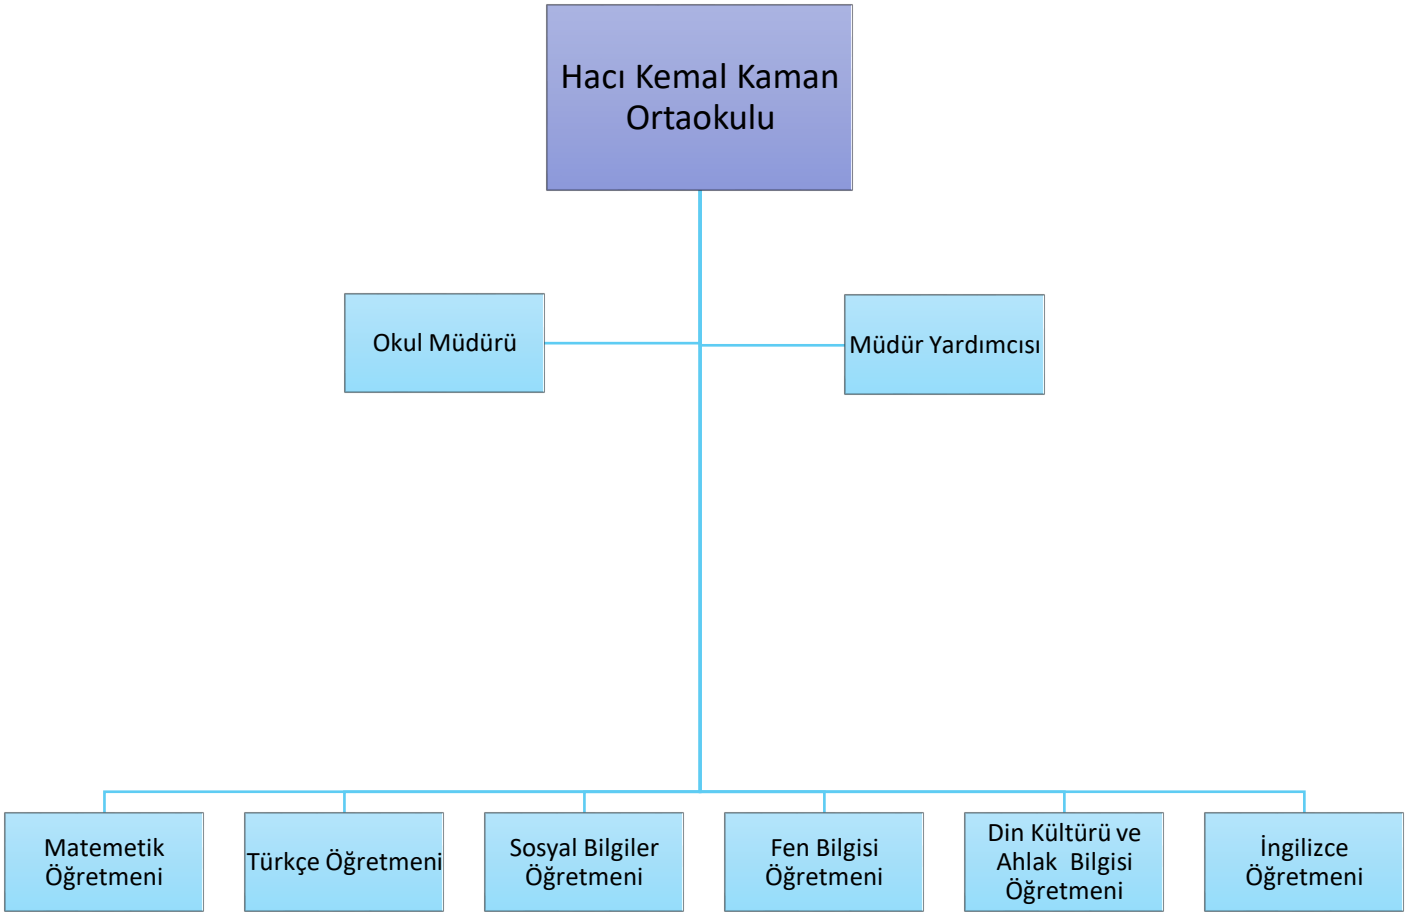 Hacı Kemal Kaman
Ortaokulu
Okul Müdürü
Müdür Yardımcısı
Matemetik
Öğretmeni
Türkçe Öğretmeni
Sosyal Bilgiler
Öğretmeni
Fen Bilgisi
Öğretmeni
Din Kültürü ve
Ahlak  Bilgisi
Öğretmeni
İngilizce
Öğretmeni